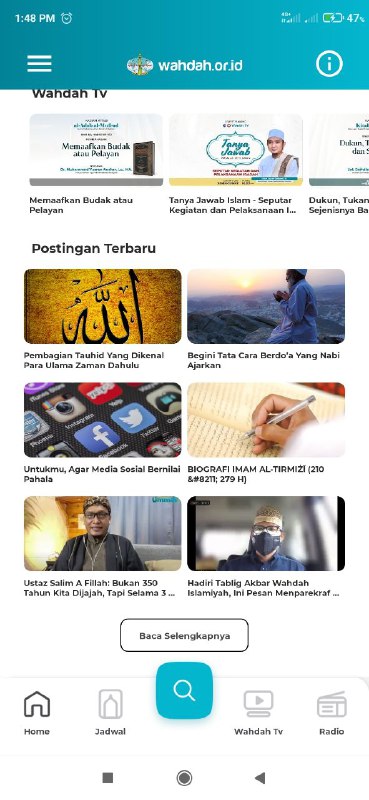 1:48 PM
47%
wahdah.or.id
Wahdah Tv
Memaafkan Budak
atau Pelayan
Tanya
Jawab
Memaafkan Budak atau
Pelayan
Tanya Jawab Islam - Seputar
Kegiatan dan Pelaksanaan I...
Dukun, Tukan
Sejenisnya Ba
Postingan Terbaru
الله
Pembagian Tauhid Yang Dikenal
Para Ulama Zaman Dahulu
Begini Tata Cara Berdo’a Yang Nabi
Ajarkan
Instagram
Facebook
Untukmu, Agar Media Sosial Bernilai
Pahala
BIOGRAFI IMAM AL-TIRMIŻĪ (210
&#8211; 279 H)
Ustaz Salim A Fillah: Bukan 350
Tahun Kita Dijajah, Tapi Selama 3 ...
Hadiri Tablig Akbar Wahdah
Islamiyah, Ini Pesan Menparekraf ...
Baca Selengkapnya
Home
Jadwal
Wahdah Tv
Radio